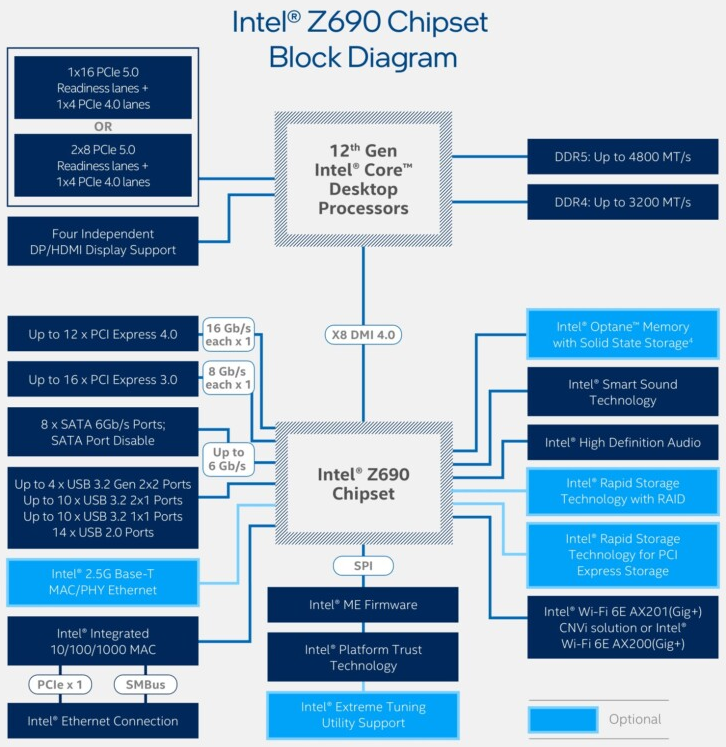 Intel® Z690 Chipset
Block Diagram
1x16 PCIe 5.0
Readiness lanes +
1x4 PCIe 4.0 lanes
OR
2x8 PCIe 5.0
Readiness lanes +
1x4 PCIe 4.0 lanes
Four Independent
DP/HDMI Display Support
12th Gen
Intel® Core™
Desktop
Processors
DDR5: Up to 4800 MT/s
DDR4: Up to 3200 MT/s
X8 DMI 4.0
Up to 12 x PCI Express 4.0
16 Gb/s
each x 1
Up to 16 x PCI Express 3.0
8 Gb/s
each x 1
8 x SATA 6Gb/s Ports;
SATA Port Disable
Up to
6 Gb/s
Up to 4 x USB 3.2 Gen 2x2 Ports
Up to 10 x USB 3.2 2x1 Ports
Up to 10 x USB 3.2 1x1 Ports
14 x USB 2.0 Ports
Intel® 2.5G Base-T
MAC/PHY Ethernet
Intel® Integrated
10/100/1000 MAC
PCIe x 1
SMBus
Intel® Ethernet Connection
Intel® Z690
Chipset
SPI
Intel® ME Firmware
Intel® Platform Trust
Technology
Intel® Extreme Tuning
Utility Support
Intel® Optane™ Memory
with Solid State Storage⁴
Intel® Smart Sound
Technology
Intel® High Definition Audio
Intel® Rapid Storage
Technology with RAID
Intel® Rapid Storage
Technology for PCI
Express Storage
Intel® Wi-Fi 6E AX201(Gig+)
CNVi solution or Intel®
Wi-Fi 6E AX200(Gig+)
Optional